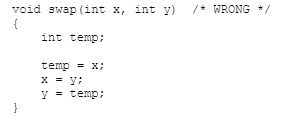 void swap(int x, int y)  /* WRONG */
{
    int temp;

    temp = x;
    x = y;
    y = temp;
}